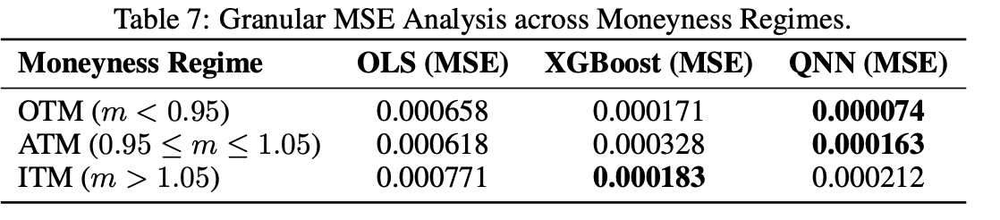 Table 7: Granular MSE Analysis across Moneyness Regimes.
Moneyness Regime OLS (MSE) XGBoost (MSE) QNN (MSE)
OTM (m < 0.95) 0.000658 0.000171 0.000074
ATM (0.95 ≤ m ≤ 1.05) 0.000618 0.000328 0.000163
ITM (m > 1.05) 0.000771 0.000183 0.000212